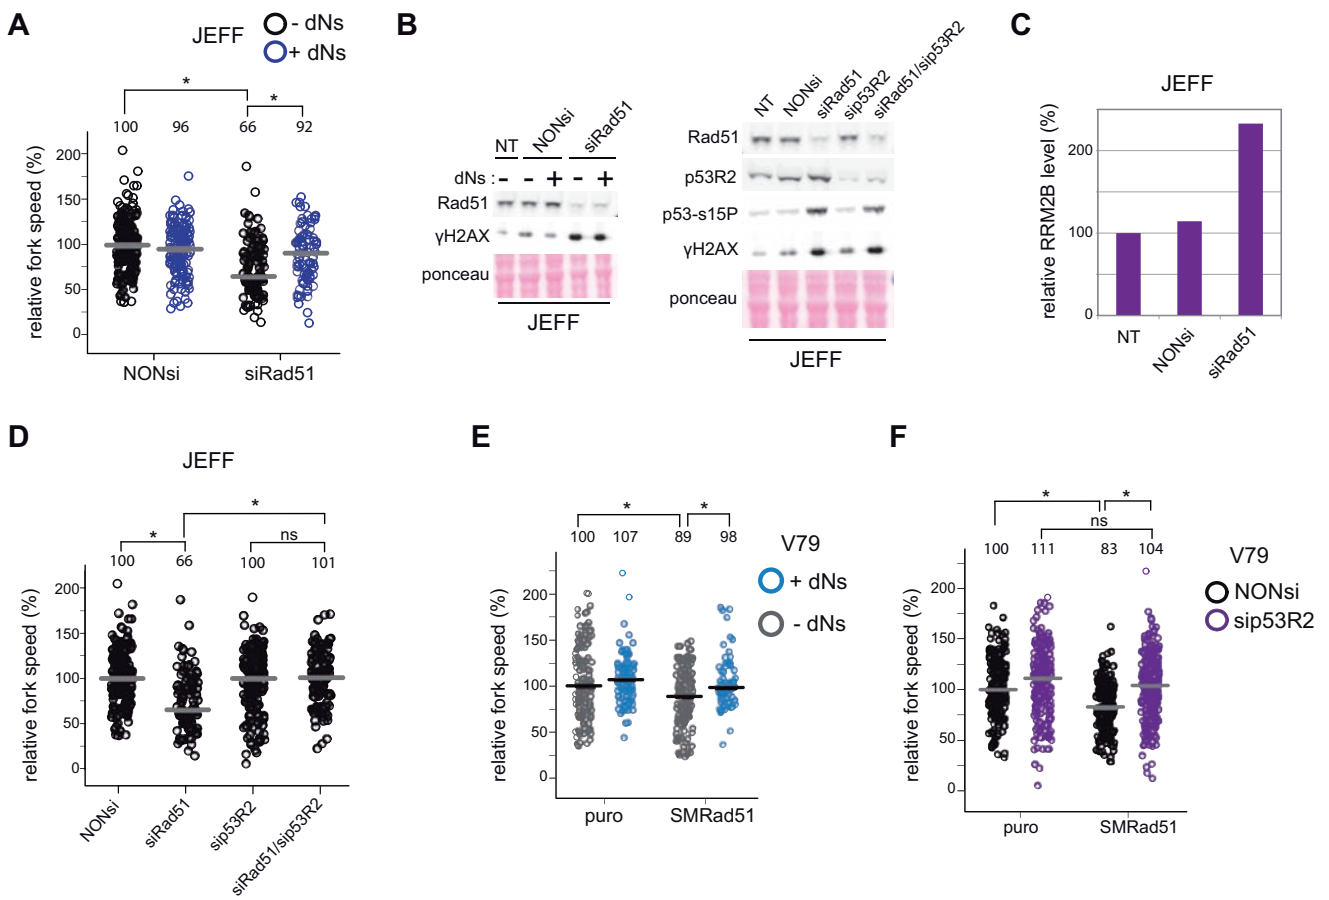 A
JEFF
- dNs
+ dNs
*
*
100 96 66 92
relative fork speed (%)
200
150
100
50
0
NONsi siRad51
B
NT NONsi siRad51
dNs : - - + - +
Rad51
γH2AX
ponceau
JEFF
NT NONsi siRad51 sip53R2 siRad51/sip53R2
Rad51
p53R2
p53-s15P
γH2AX
ponceau
JEFF
C
JEFF
relative RRM2B level (%)
200
100
0
NT NONsi siRad51
D
JEFF
*
* ns
100 66 100 101
relative fork speed (%)
200
150
100
50
0
NONsi siRad51 sip53R2 siRad51/sip53R2
E
* *
100 107 89 98
V79
+ dNs
- dNs
relative fork speed (%)
200
150
100
50
0
puro SMRad51
F
* *
ns
100 111 83 104
V79
NONsi
sip53R2
relative fork speed (%)
200
150
100
50
0
puro SMRad51